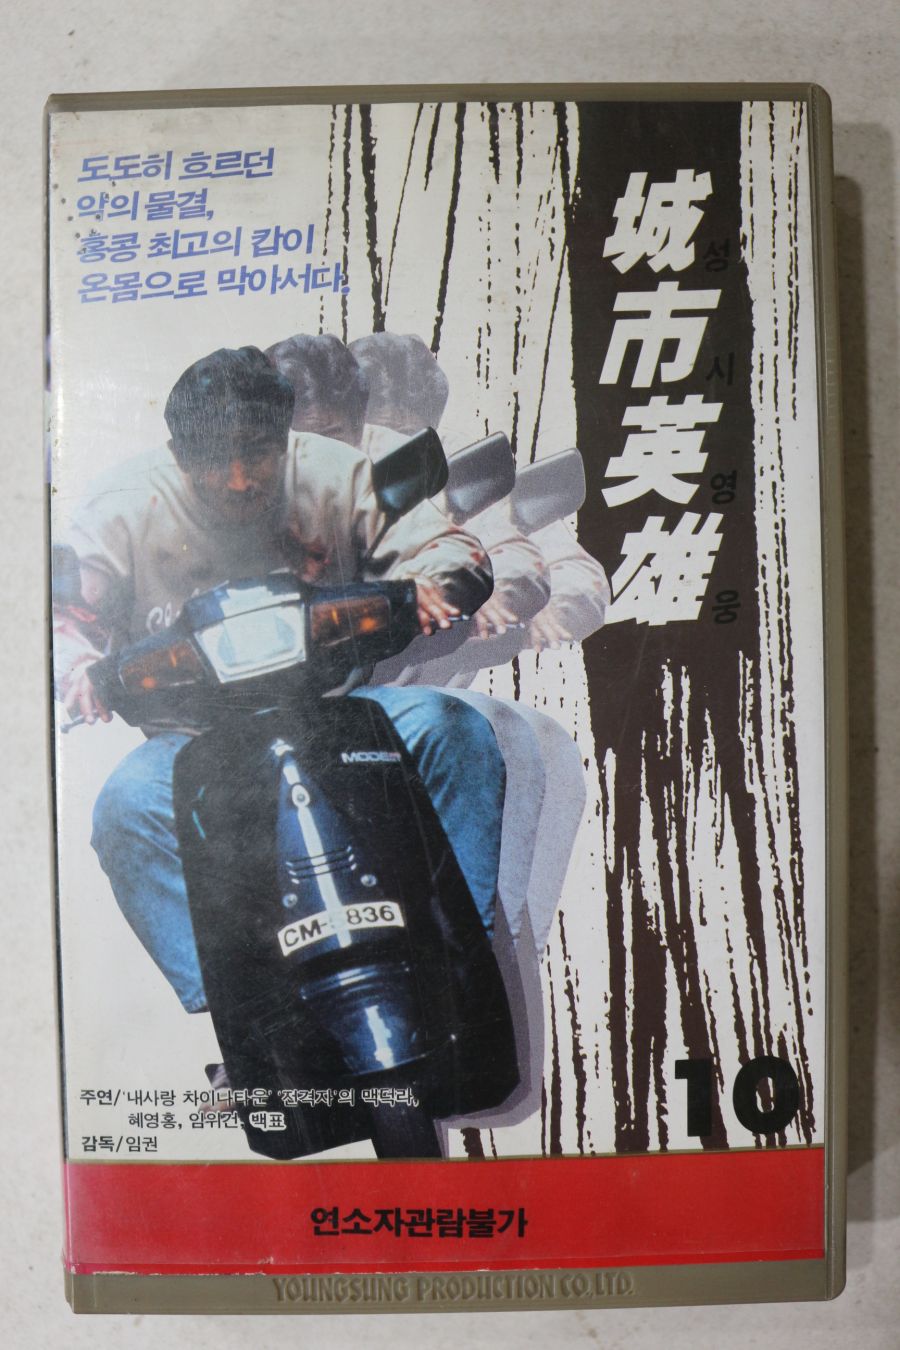 도도히 흐르던
악의 물결,
홍콩 최고의 캅이
온몸으로 막아서다!
城市英雄
성시영웅
MODE
CM- 836
10
주연/'내사랑 차이나타운' '전격자'의 맥덕라,
혜영홍, 임위건, 백표
감독/임권
연소자관람불가
YOUNGSUNG PRODUCTION CO.,LTD.